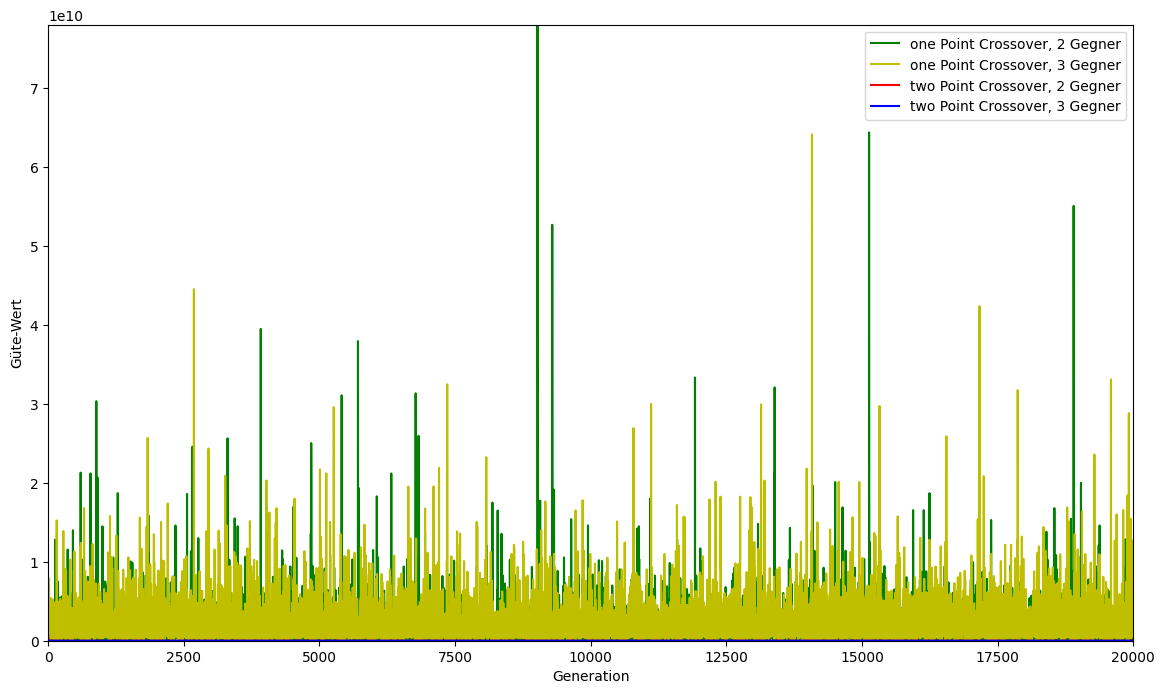 1e10
one Point Crossover, 2 Gegner
one Point Crossover, 3 Gegner
two Point Crossover, 2 Gegner
two Point Crossover, 3 Gegner
7
6
5
4
3
2
1
0
Güte-Wert
0 2500 5000 7500 10000 12500 15000 17500 20000
Generation